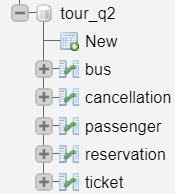 tour_q2
New
bus
cancellation
passenger
reservation
ticket